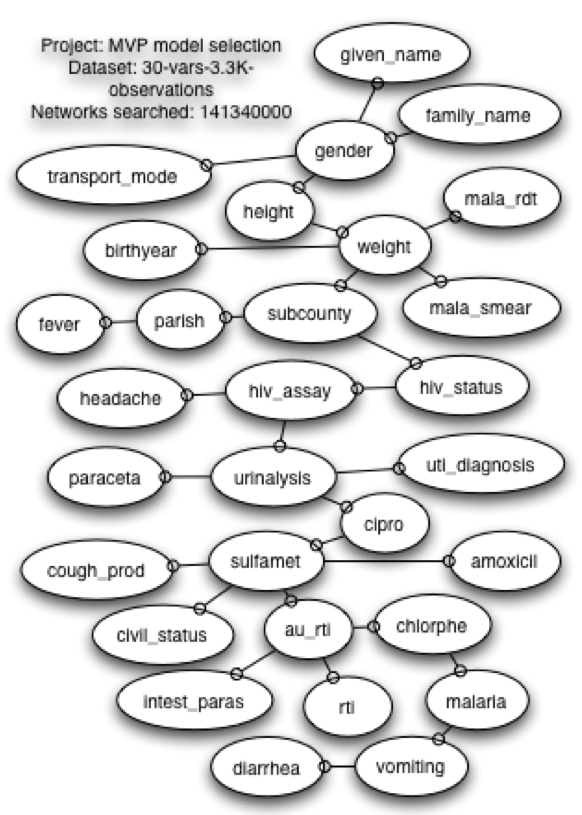 Project: MVP model selection
Dataset: 30-vars-3.3K-
observations
Networks searched: 141340000
given_name
family_name
gender
transport_mode
height
mala_rdt
birthyear
weight
mala_smear
fever
parish
subcounty
headache
hiv_assay
hiv_status
paraceta
urinalysis
uti_diagnosis
cipro
cough_prod
sulfamet
amoxicil
civil_status
au_rti
chlorphe
intest_paras
rti
malaria
diarrhea
vomiting